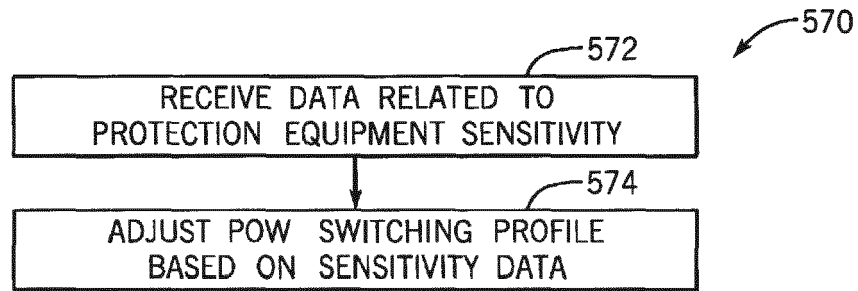 570
572
RECEIVE DATA RELATED TO
PROTECTION EQUIPMENT SENSITIVITY
574
ADJUST POW SWITCHING PROFILE
BASED ON SENSITIVITY DATA